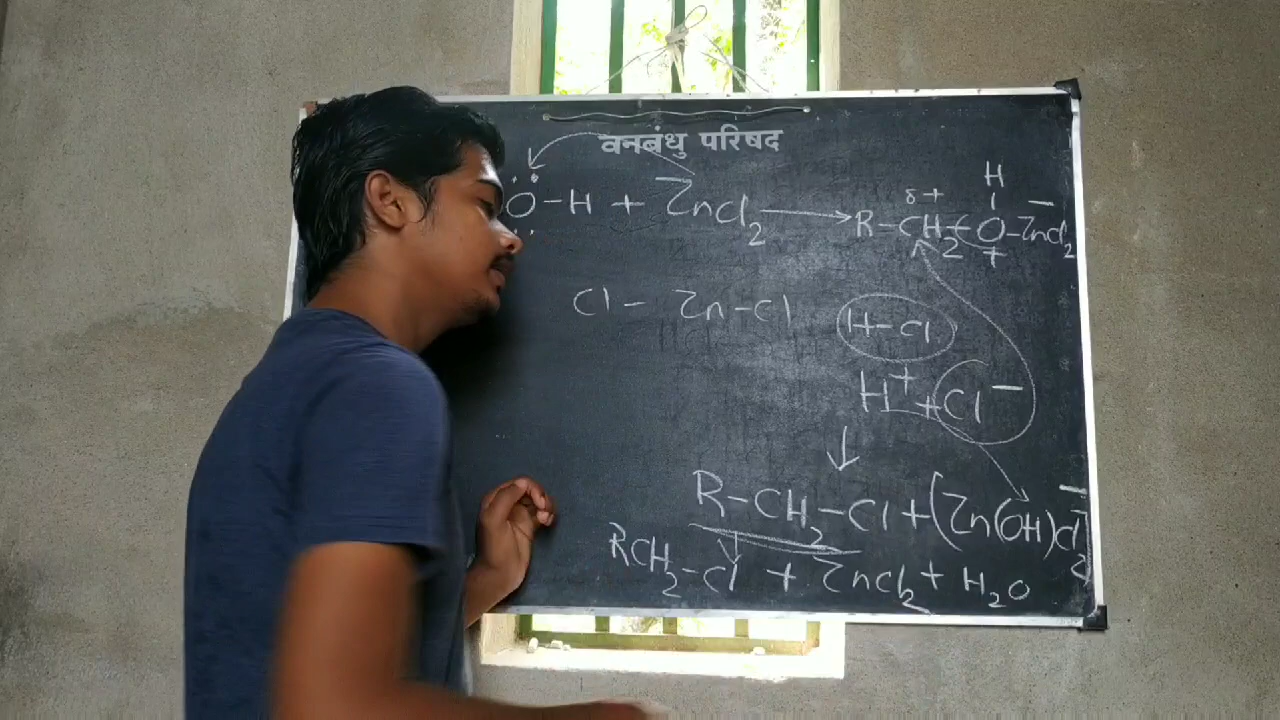 वनबंधु परिषद
O-H + ZnCl2 → R-CH2-O-ZnCl2
H
δ+
+
Cl - Zn-Cl
H-Cl
H+ + Cl-
↓
R-CH2-Cl + (Zn(OH)Cl2
RCH2-Cl + ZnCl2 + H2O